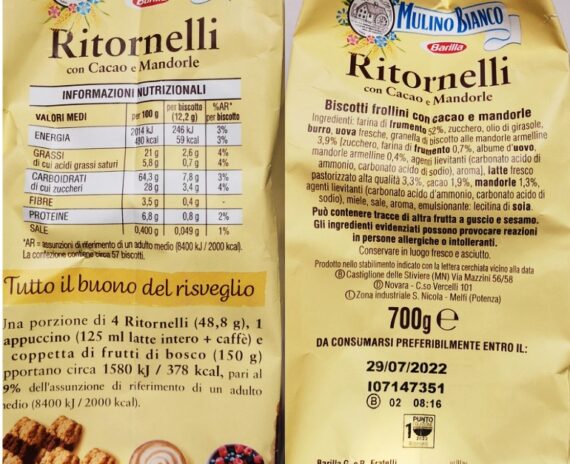 Barilla
Ritornelli
con Cacao e Mandorle
INFORMAZIONI NUTRIZIONALI
VALORI MEDI per 100 g per biscotto (12,2 g) %AR* per biscotto
ENERGIA 2014 kJ 246 kJ 3%
480 kcal 59 kcal 3%
GRASSI 21 g 2,6 g 4%
di cui acidi grassi saturi 5,8 g 0,7 g 4%
CARBOIDRATI 64,3 g 7,8 g 3%
di cui zuccheri 28 g 3,4 g 4%
FIBRE 3,5 g 0,4 g -
PROTEINE 6,8 g 0,8 g 2%
SALE 0,400 g 0,049 g 1%
*AR = assunzioni di riferimento di un adulto medio (8400 kJ / 2000 kcal).
La confezione contiene circa 57 biscotti.
Tutto il buono del risveglio
Una porzione di 4 Ritornelli (48,8 g), 1
cappuccino (125 ml latte intero + caffè) e
coppetta di frutti di bosco (150 g)
apportano circa 1580 kJ / 378 kcal, pari al
9% dell'assunzione di riferimento di un adulto
medio (8400 kJ / 2000 kcal).
MULINO BIANCO
Barilla
Ritornelli
con Cacao e Mandorle
Biscotti frollini con cacao e mandorle
Ingredienti: farina di frumento 52%, zucchero, olio di girasole,
burro, uova fresche, granella di biscotto alle mandorle armelline
3,9% [zucchero, farina di frumento 0,7%, albume d'uovo,
mandorle armelline 0,4%, agenti lievitanti (carbonato acido di
ammonio, carbonato acido di sodio), aroma], latte fresco
pastorizzato alta qualità 3,3%, cacao 1,9%, mandorle 1,3%,
agenti lievitanti (carbonato acido d'ammonio, carbonato acido di
sodio), miele, sale, aroma, emulsionante: lecitina di soia.
Può contenere tracce di altra frutta a guscio e sesamo.
Gli ingredienti evidenziati possono provocare reazioni
in persone allergiche o intolleranti.
Conservare in luogo fresco e asciutto.
Prodotto nello stabilimento indicato con la lettera cerchiata vicino alla data
Ⓑ Castiglione delle Stiviere (MN) Via Mazzini 56/58
Ⓓ Novara - C.so Vercelli 101
Ⓛ Zona industriale S. Nicola - Melfi (Potenza)
700g ℮
DA CONSUMARSI PREFERIBILMENTE ENTRO IL:
29/07/2022
I07147351
Ⓑ 02 08:16
1 PUNTO
Barilla G. e R. Fratelli